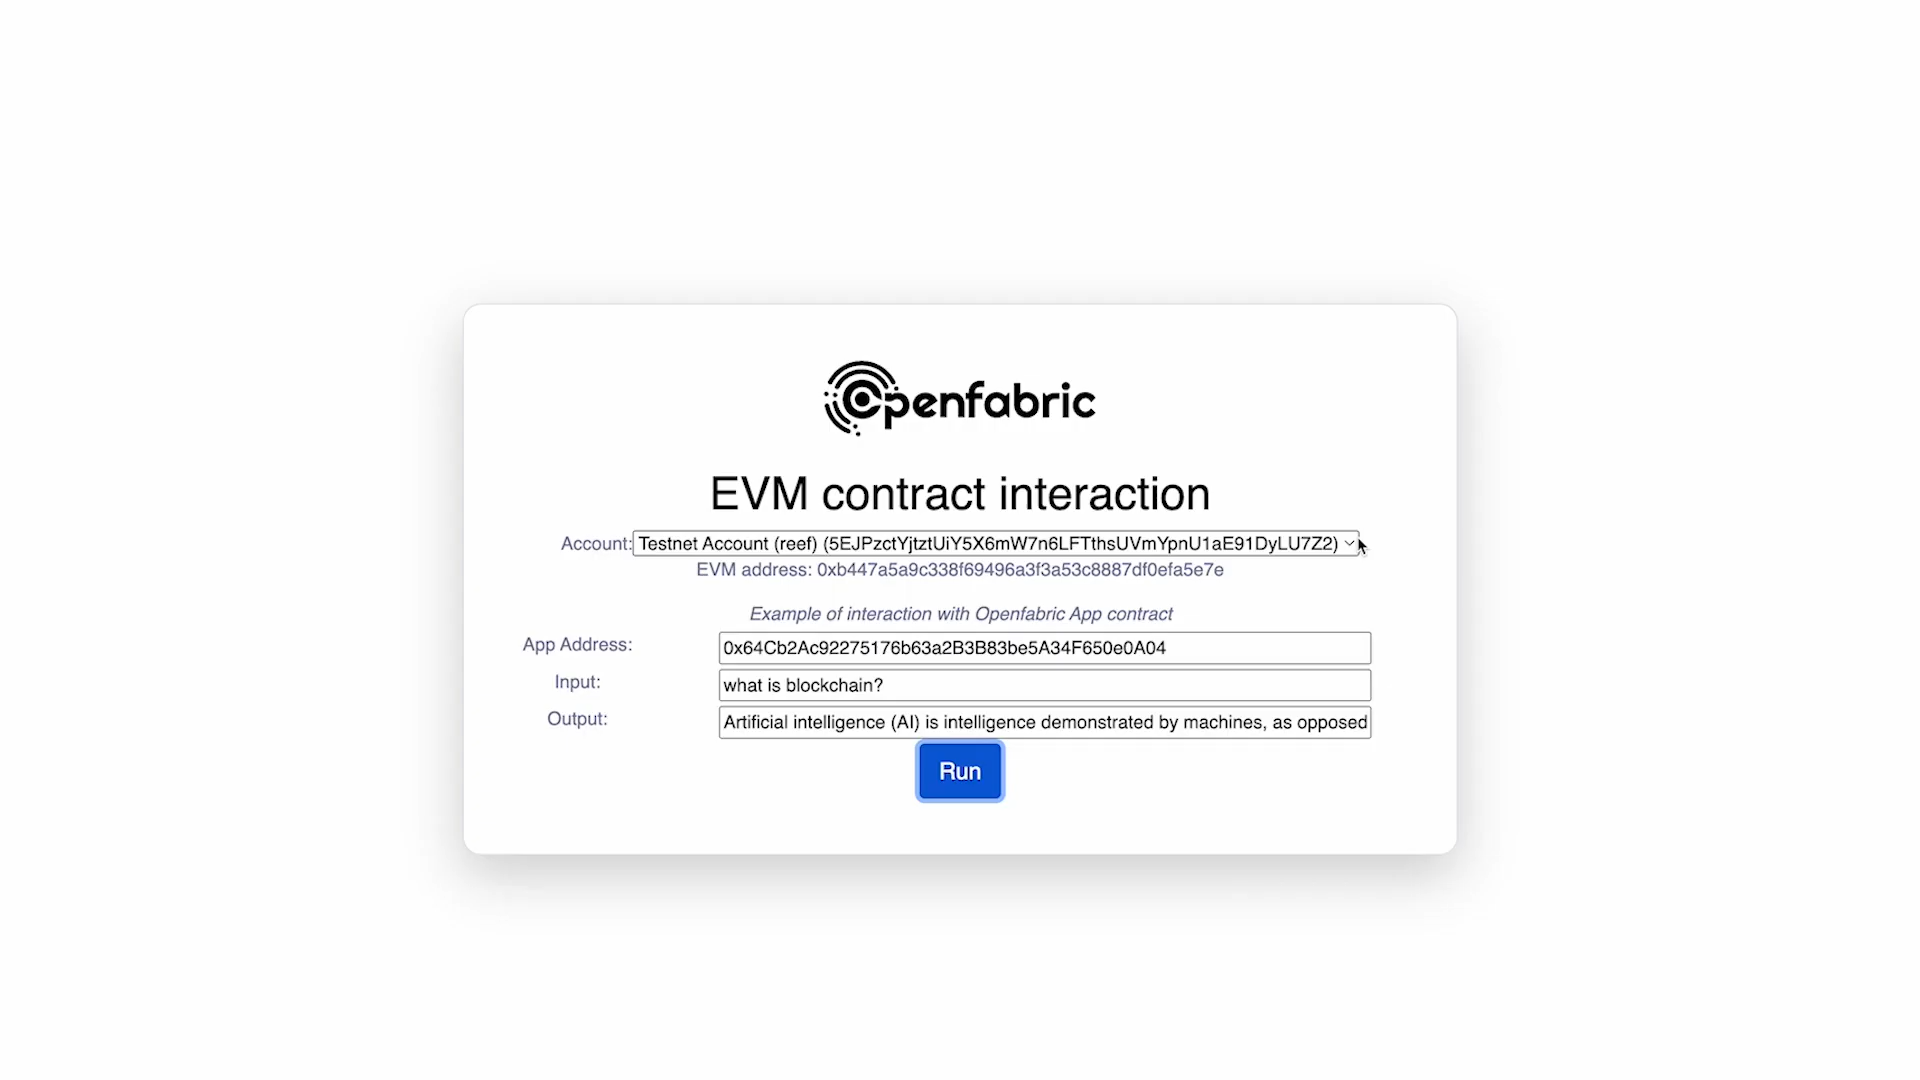 Openfabric
EVM contract interaction
Account: Testnet Account (reef) (5EJPzctYjtztUiY5X6mW7n6LFTthsUVmYpnU1aE91DyLU7Z2)
EVM address: 0xb447a5a9c338f69496a3f3a53c8887df0efa5e7e
Example of interaction with Openfabric App contract
App Address: 0x64Cb2Ac92275176b63a2B3B83be5A34F650e0A04
Input: what is blockchain?
Output: Artificial intelligence (AI) is intelligence demonstrated by machines, as opposed
Run